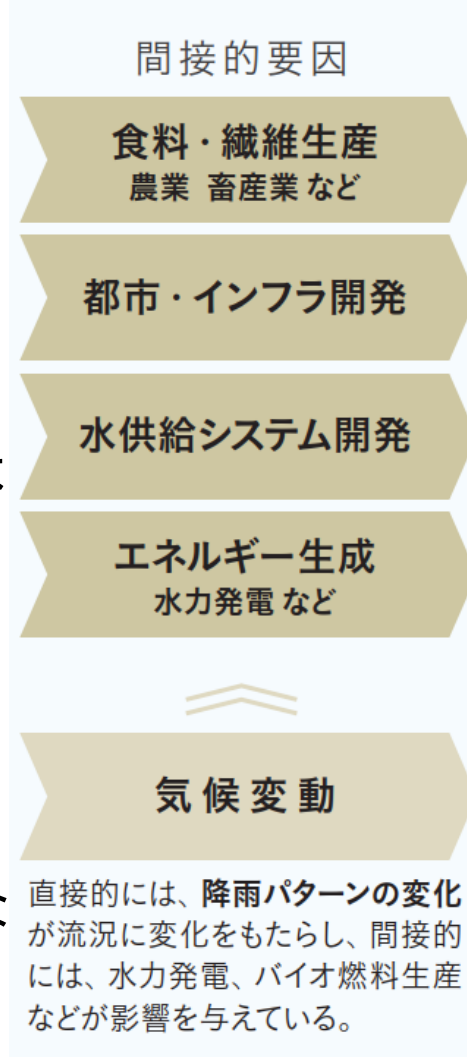 間接的要因
食料・繊維生産
農業 畜産業 など
都市・インフラ開発
水供給システム開発
エネルギー生成
水力発電 など
気候変動
直接的には、降雨パターンの変化
が流況に変化をもたらし、間接的
には、水力発電、バイオ燃料生産
などが影響を与えている。